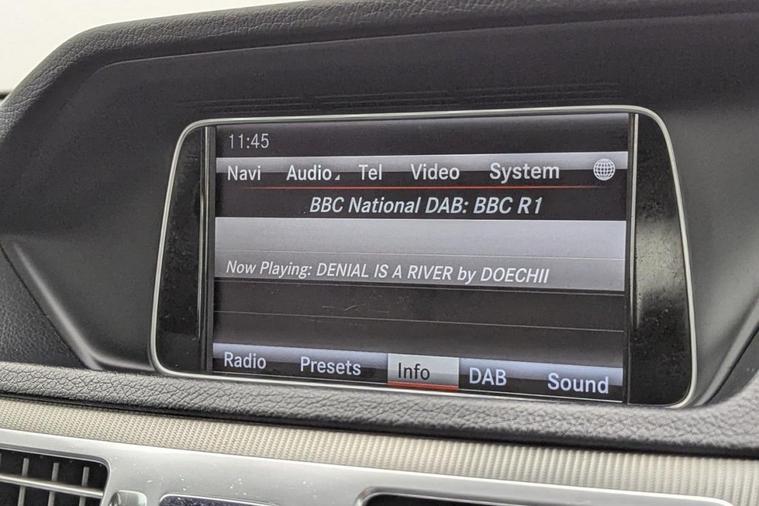 11:45
Navi Audio Tel Video System
BBC National DAB: BBC R1
Now Playing: DENIAL IS A RIVER by DOECHII
Radio Presets Info DAB Sound